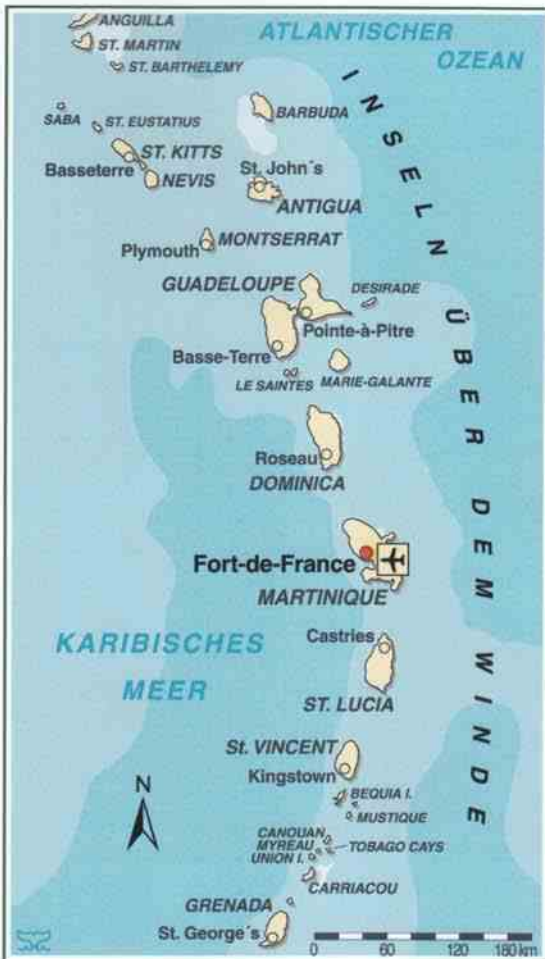 ANGUILLA
ATLANTISCHER
OZEAN
ST. MARTIN
ST. BARTHELEMY
SABA
ST. EUSTATIUS
BARBUDA
ST. KITTS
Basseterre
NEVIS
St. John´s
ANTIGUA
MONTSERRAT
Plymouth
GUADELOUPE
DESIRADE
Pointe-à-Pitre
Basse-Terre
LE SAINTES
MARIE-GALANTE
INSELN ÜBER DEM WINDE
Roseau
DOMINICA
Fort-de-France
MARTINIQUE
KARIBISCHES
MEER
Castries
ST. LUCIA
St. VINCENT
Kingstown
N
BEQUIA I.
MUSTIQUE
CANOUAN
MYREAU
UNION I.
TOBAGO CAYS
CARRIACOU
GRENADA
St. George´s
0 60 120 180 km